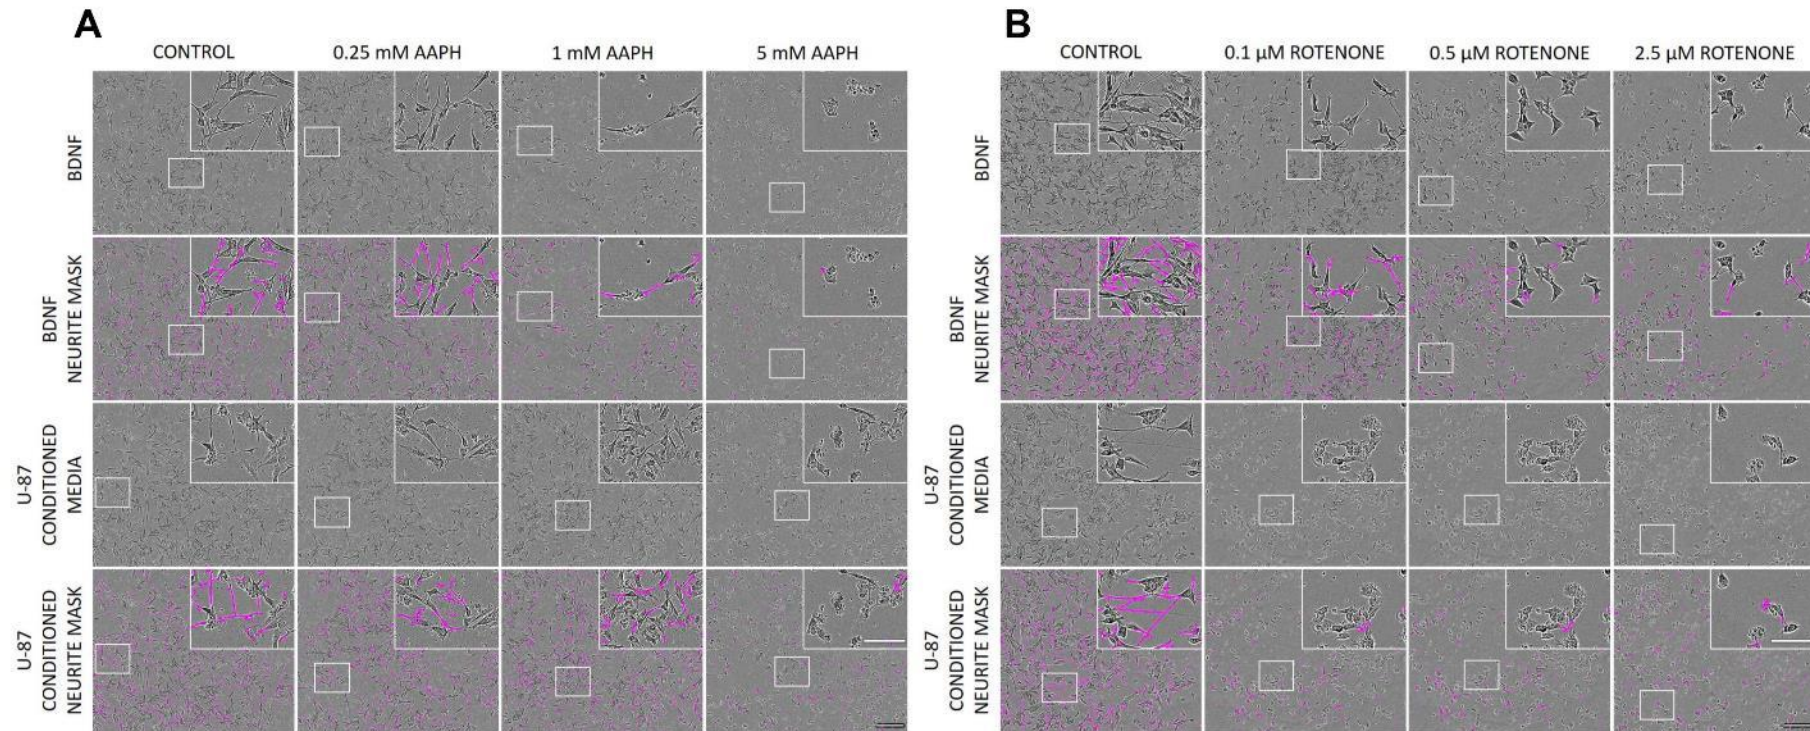 A
CONTROL
0.25 mM AAPH
1 mM AAPH
5 mM AAPH
BDNF
BDNF
NEURITE MASK
U-87
CONDITIONED
MEDIA
U-87
CONDITIONED
NEURITE MASK
B
CONTROL
0.1 µM ROTENONE
0.5 µM ROTENONE
2.5 µM ROTENONE
BDNF
BDNF
NEURITE MASK
U-87
CONDITIONED
MEDIA
U-87
CONDITIONED
NEURITE MASK